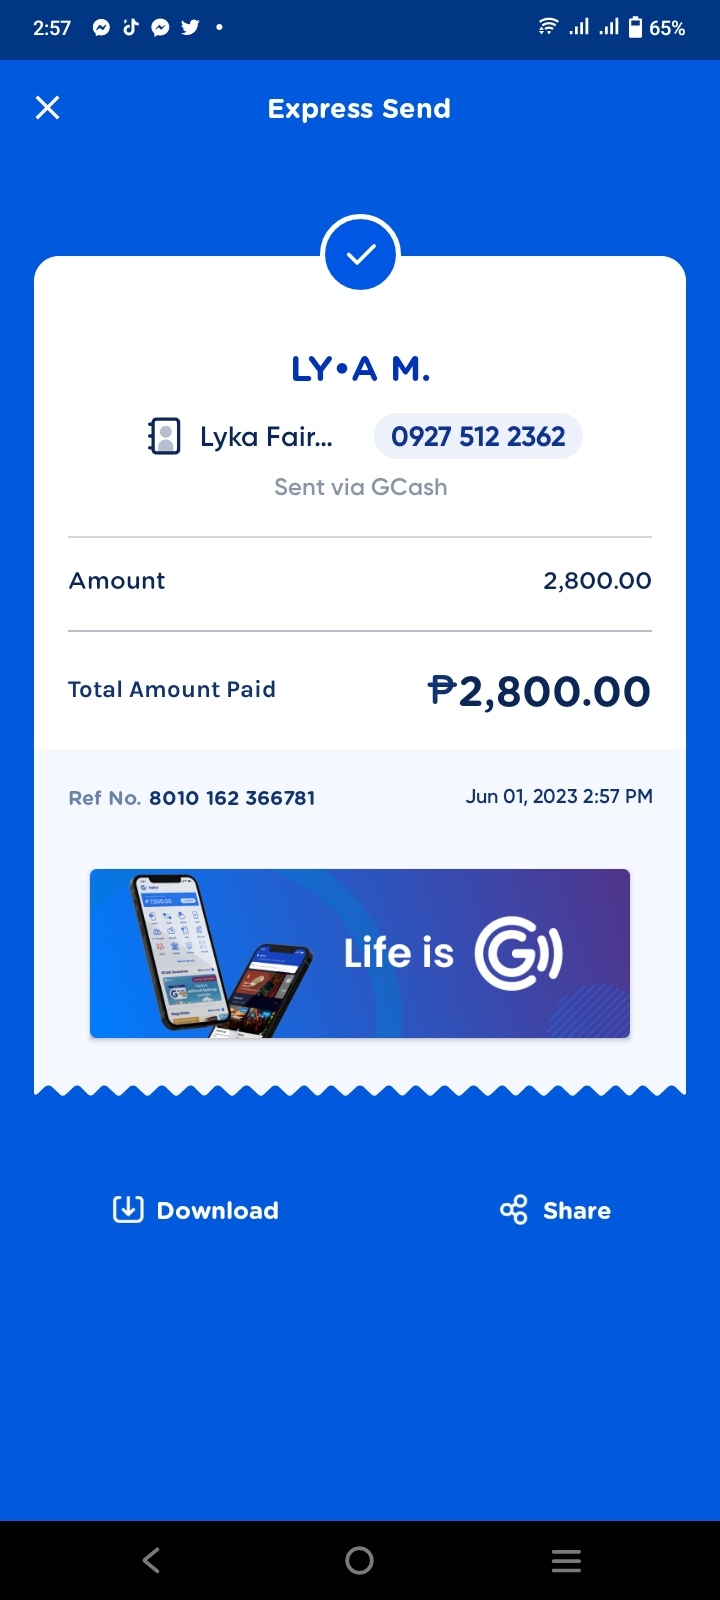 2:57 65%
Express Send
LY•A M.
Lyka Fair... 0927 512 2362
Sent via GCash
Amount 2,800.00
Total Amount Paid ₱2,800.00
Ref No. 8010 162 366781 Jun 01, 2023 2:57 PM
Life is G
Download Share